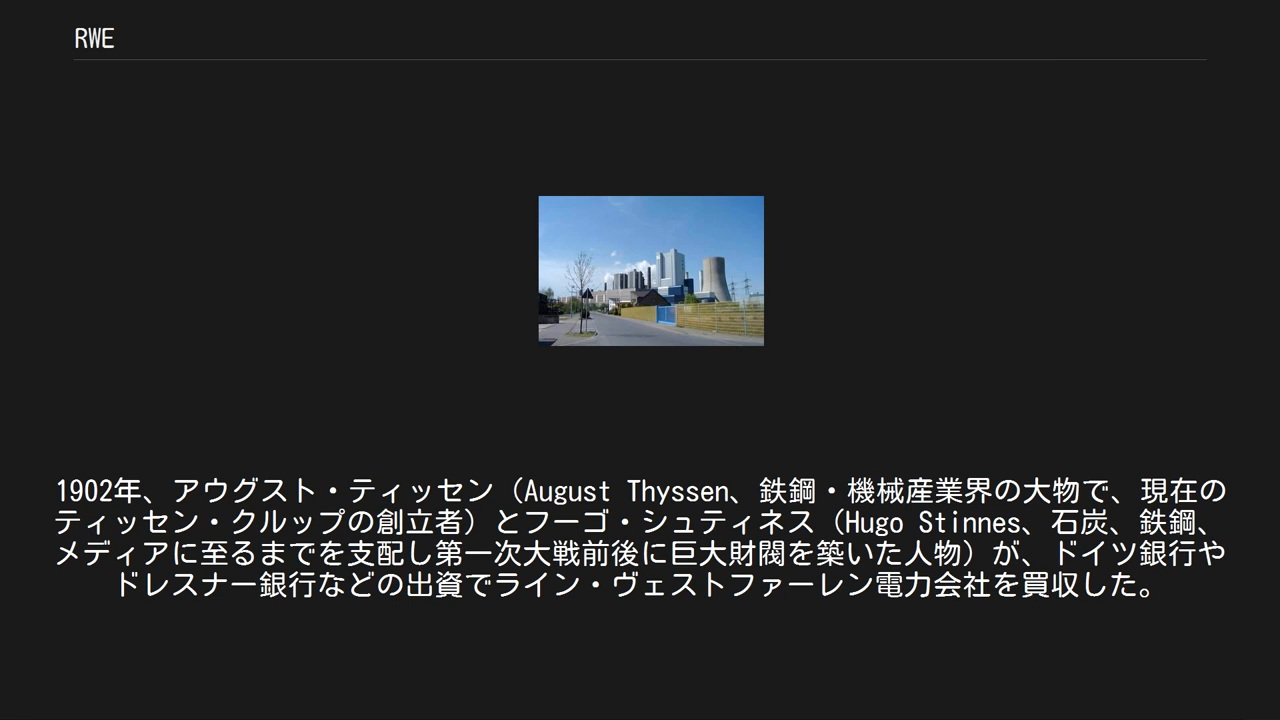 RWE
1902年、アウグスト・ティッセン（August Thyssen、鉄鋼・機械産業界の大物で、現在の
ティッセン・クルップの創立者）とフーゴ・シュティネス（Hugo Stinnes、石炭、鉄鋼、
メディアに至るまでを支配し第一次大戦前後に巨大財閥を築いた人物）が、ドイツ銀行や
ドレスナー銀行などの出資でライン・ヴェストファーレン電力会社を買収した。